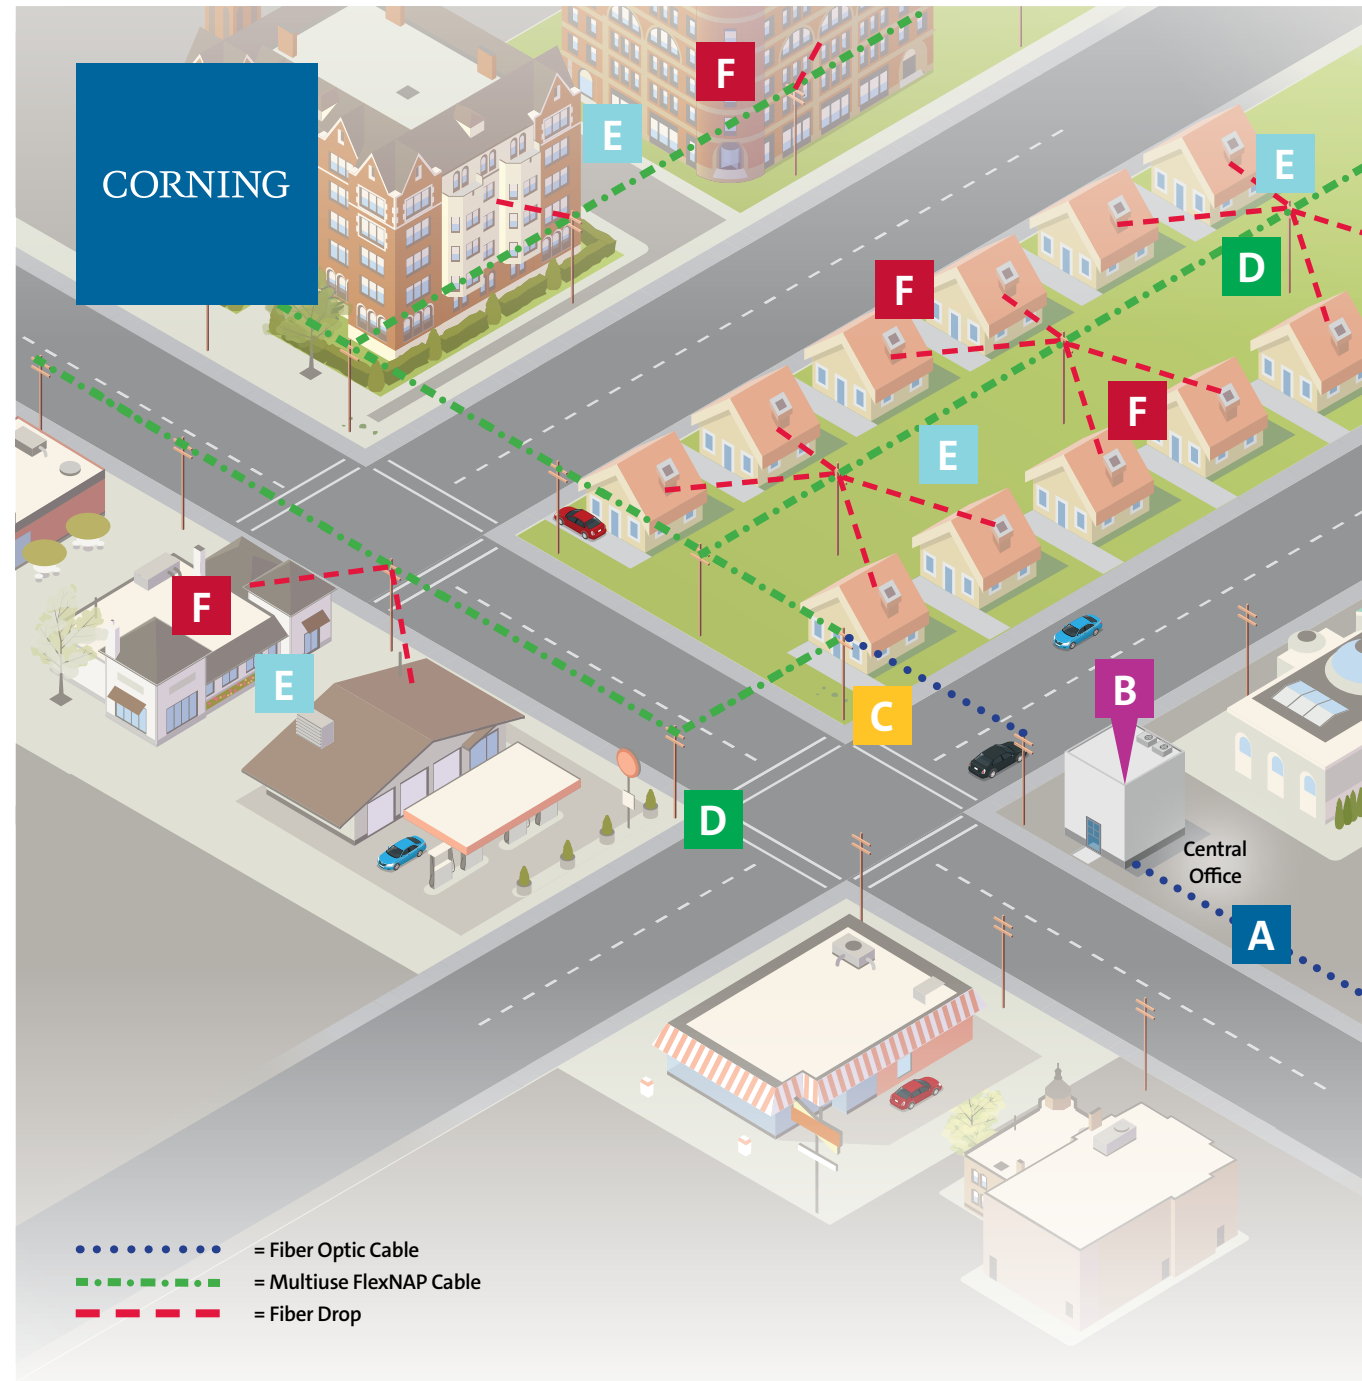 F
CORNING
E
E
D
F
F
E
F
E
B
C
D
Central
Office
A
= Fiber Optic Cable
= Multiuse FlexNAP Cable
= Fiber Drop